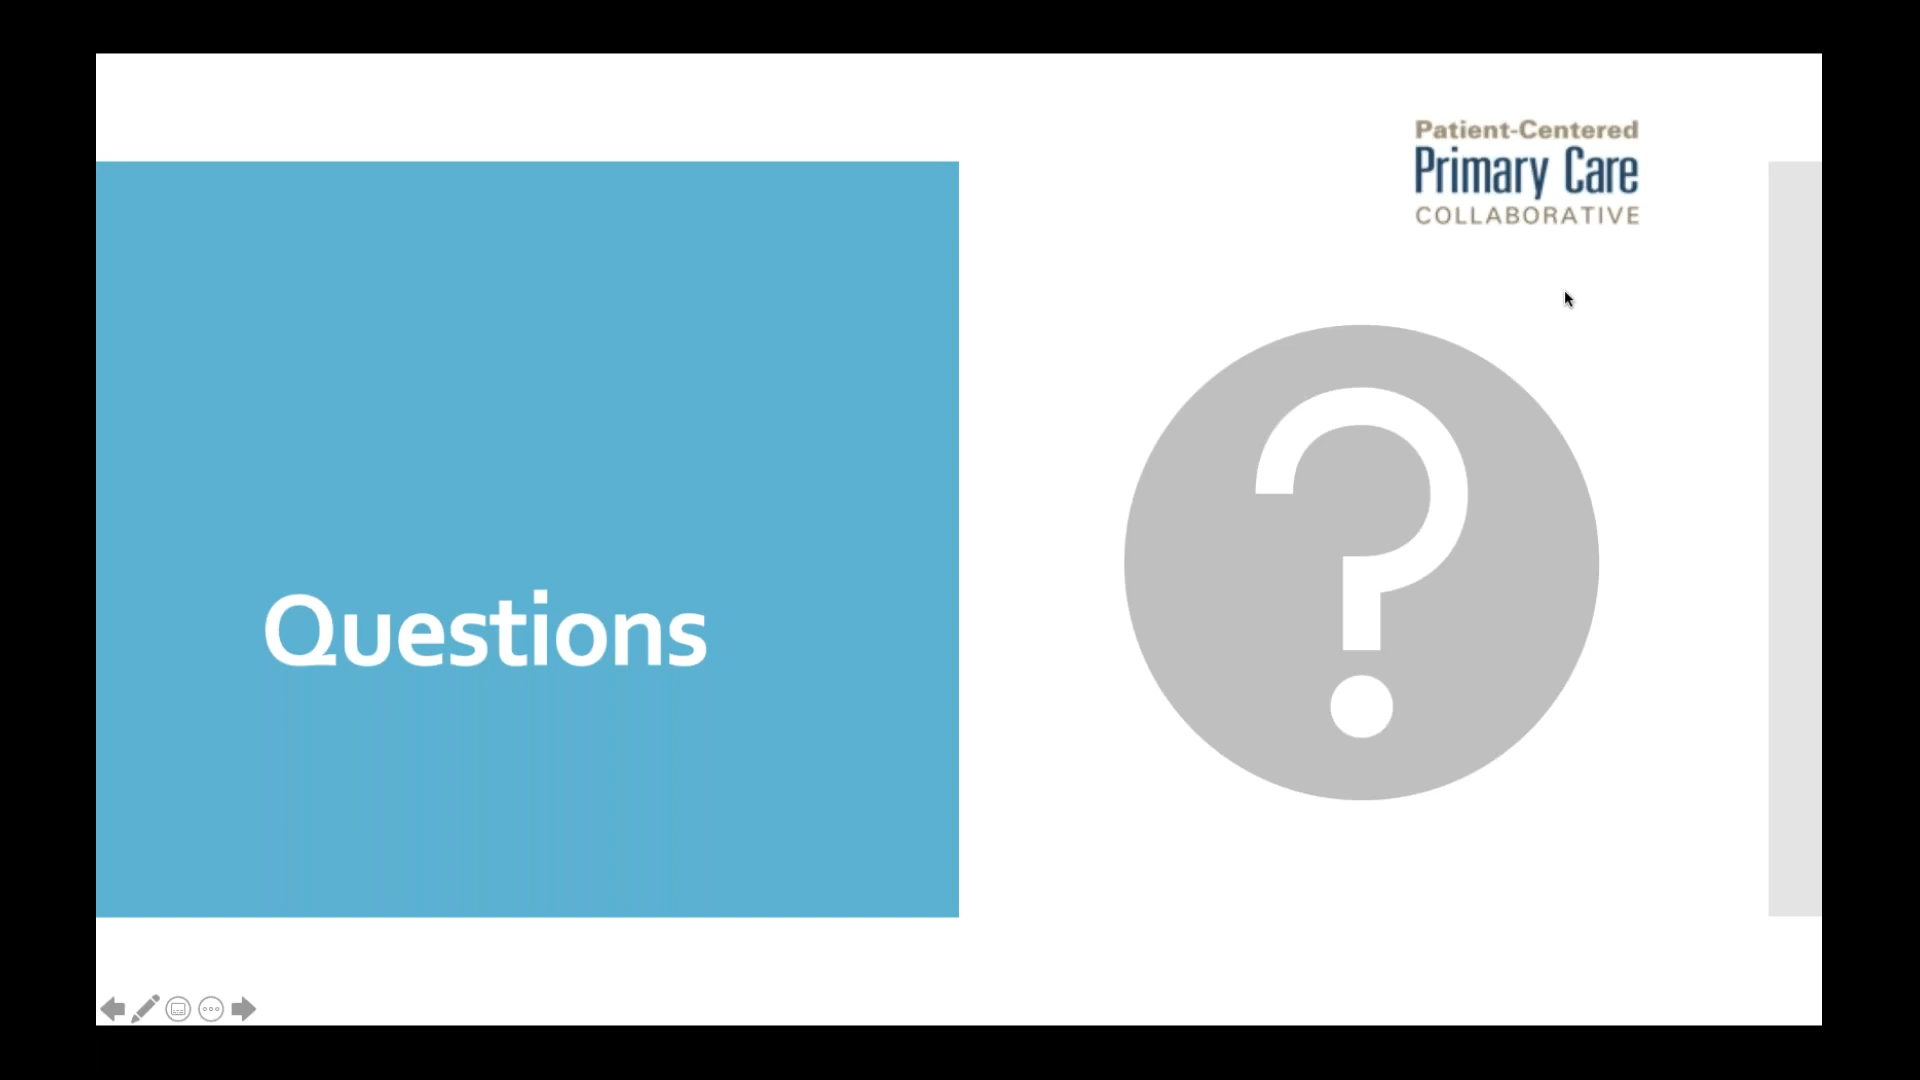 Patient-Centered
Primary Care
COLLABORATIVE
Questions
?